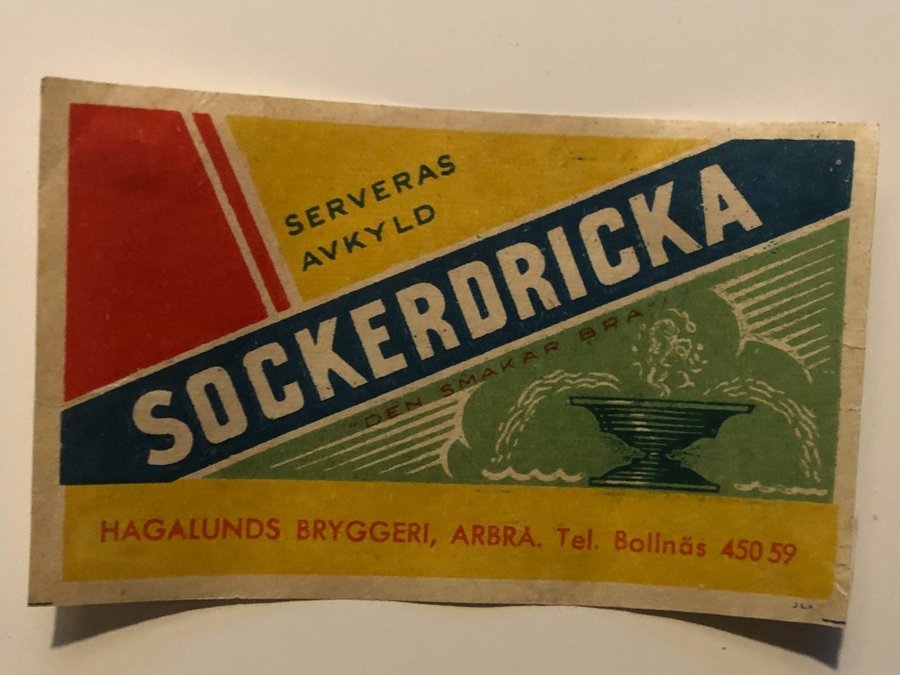 SERVERAS
AVKYLD
SOCKERDRICKA
"DEN SMAKAR BRA"
HAGALUNDS BRYGGERI, ARBRÅ. Tel. Bollnäs 450 59